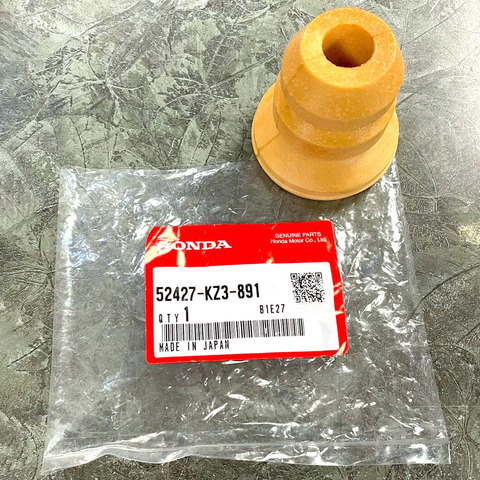 HONDA
GENUINE PARTS
Honda Motor Co., Ltd.
52427-KZ3-891
QTY 1 B1E27
MADE IN JAPAN